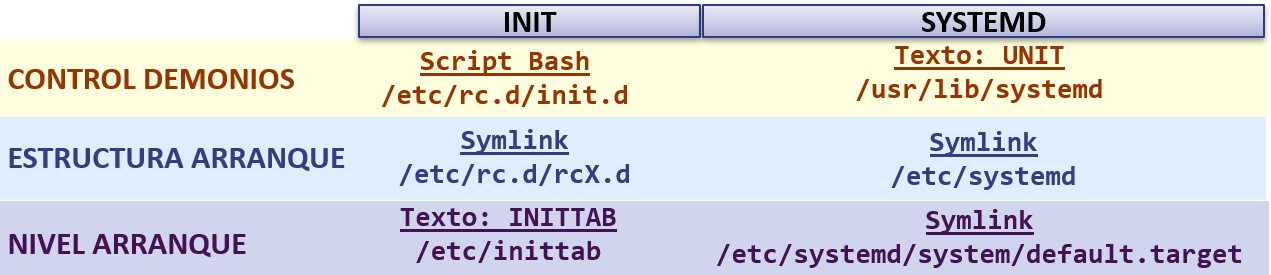 INIT SYSTEMD
CONTROL DEMONIOS
Script Bash
/etc/rc.d/init.d
Texto: UNIT
/usr/lib/systemd
ESTRUCTURA ARRANQUE
Symlink
/etc/rc.d/rcX.d
Symlink
/etc/systemd
NIVEL ARRANQUE
Texto: INITTAB
/etc/inittab
Symlink
/etc/systemd/system/default.target